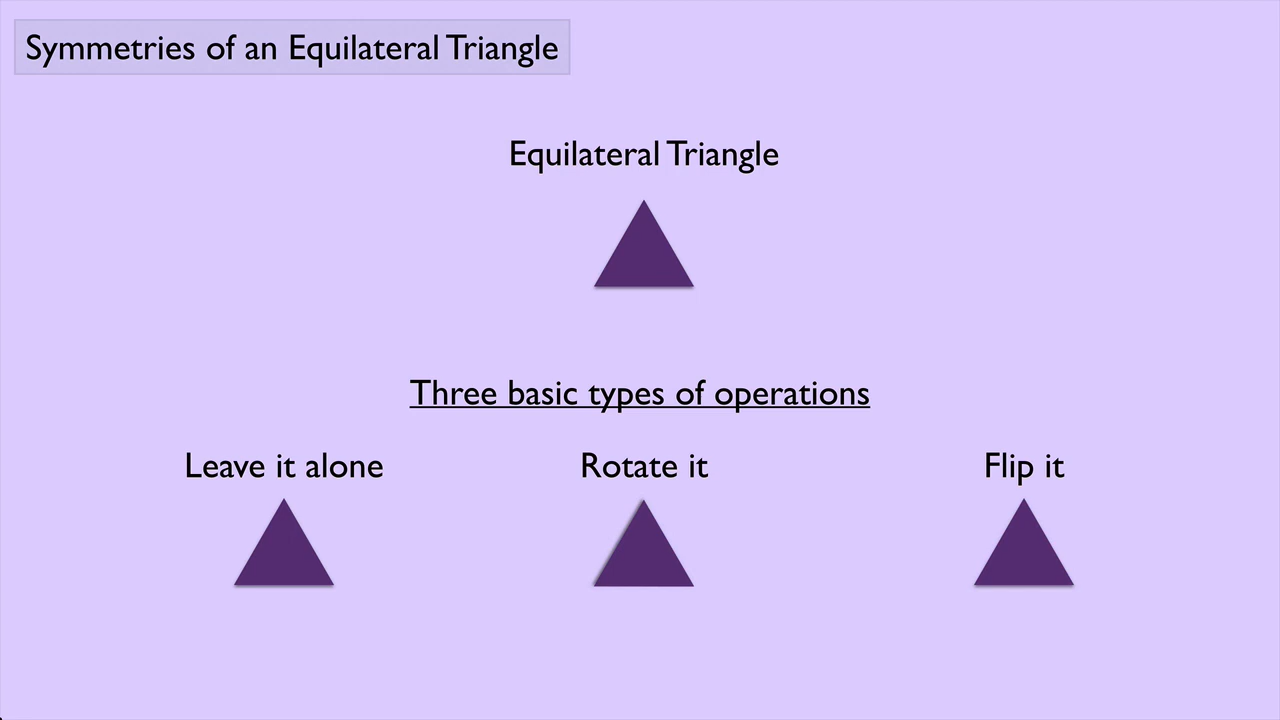 Symmetries of an Equilateral Triangle
Equilateral Triangle
Three basic types of operations
Leave it alone
Rotate it
Flip it